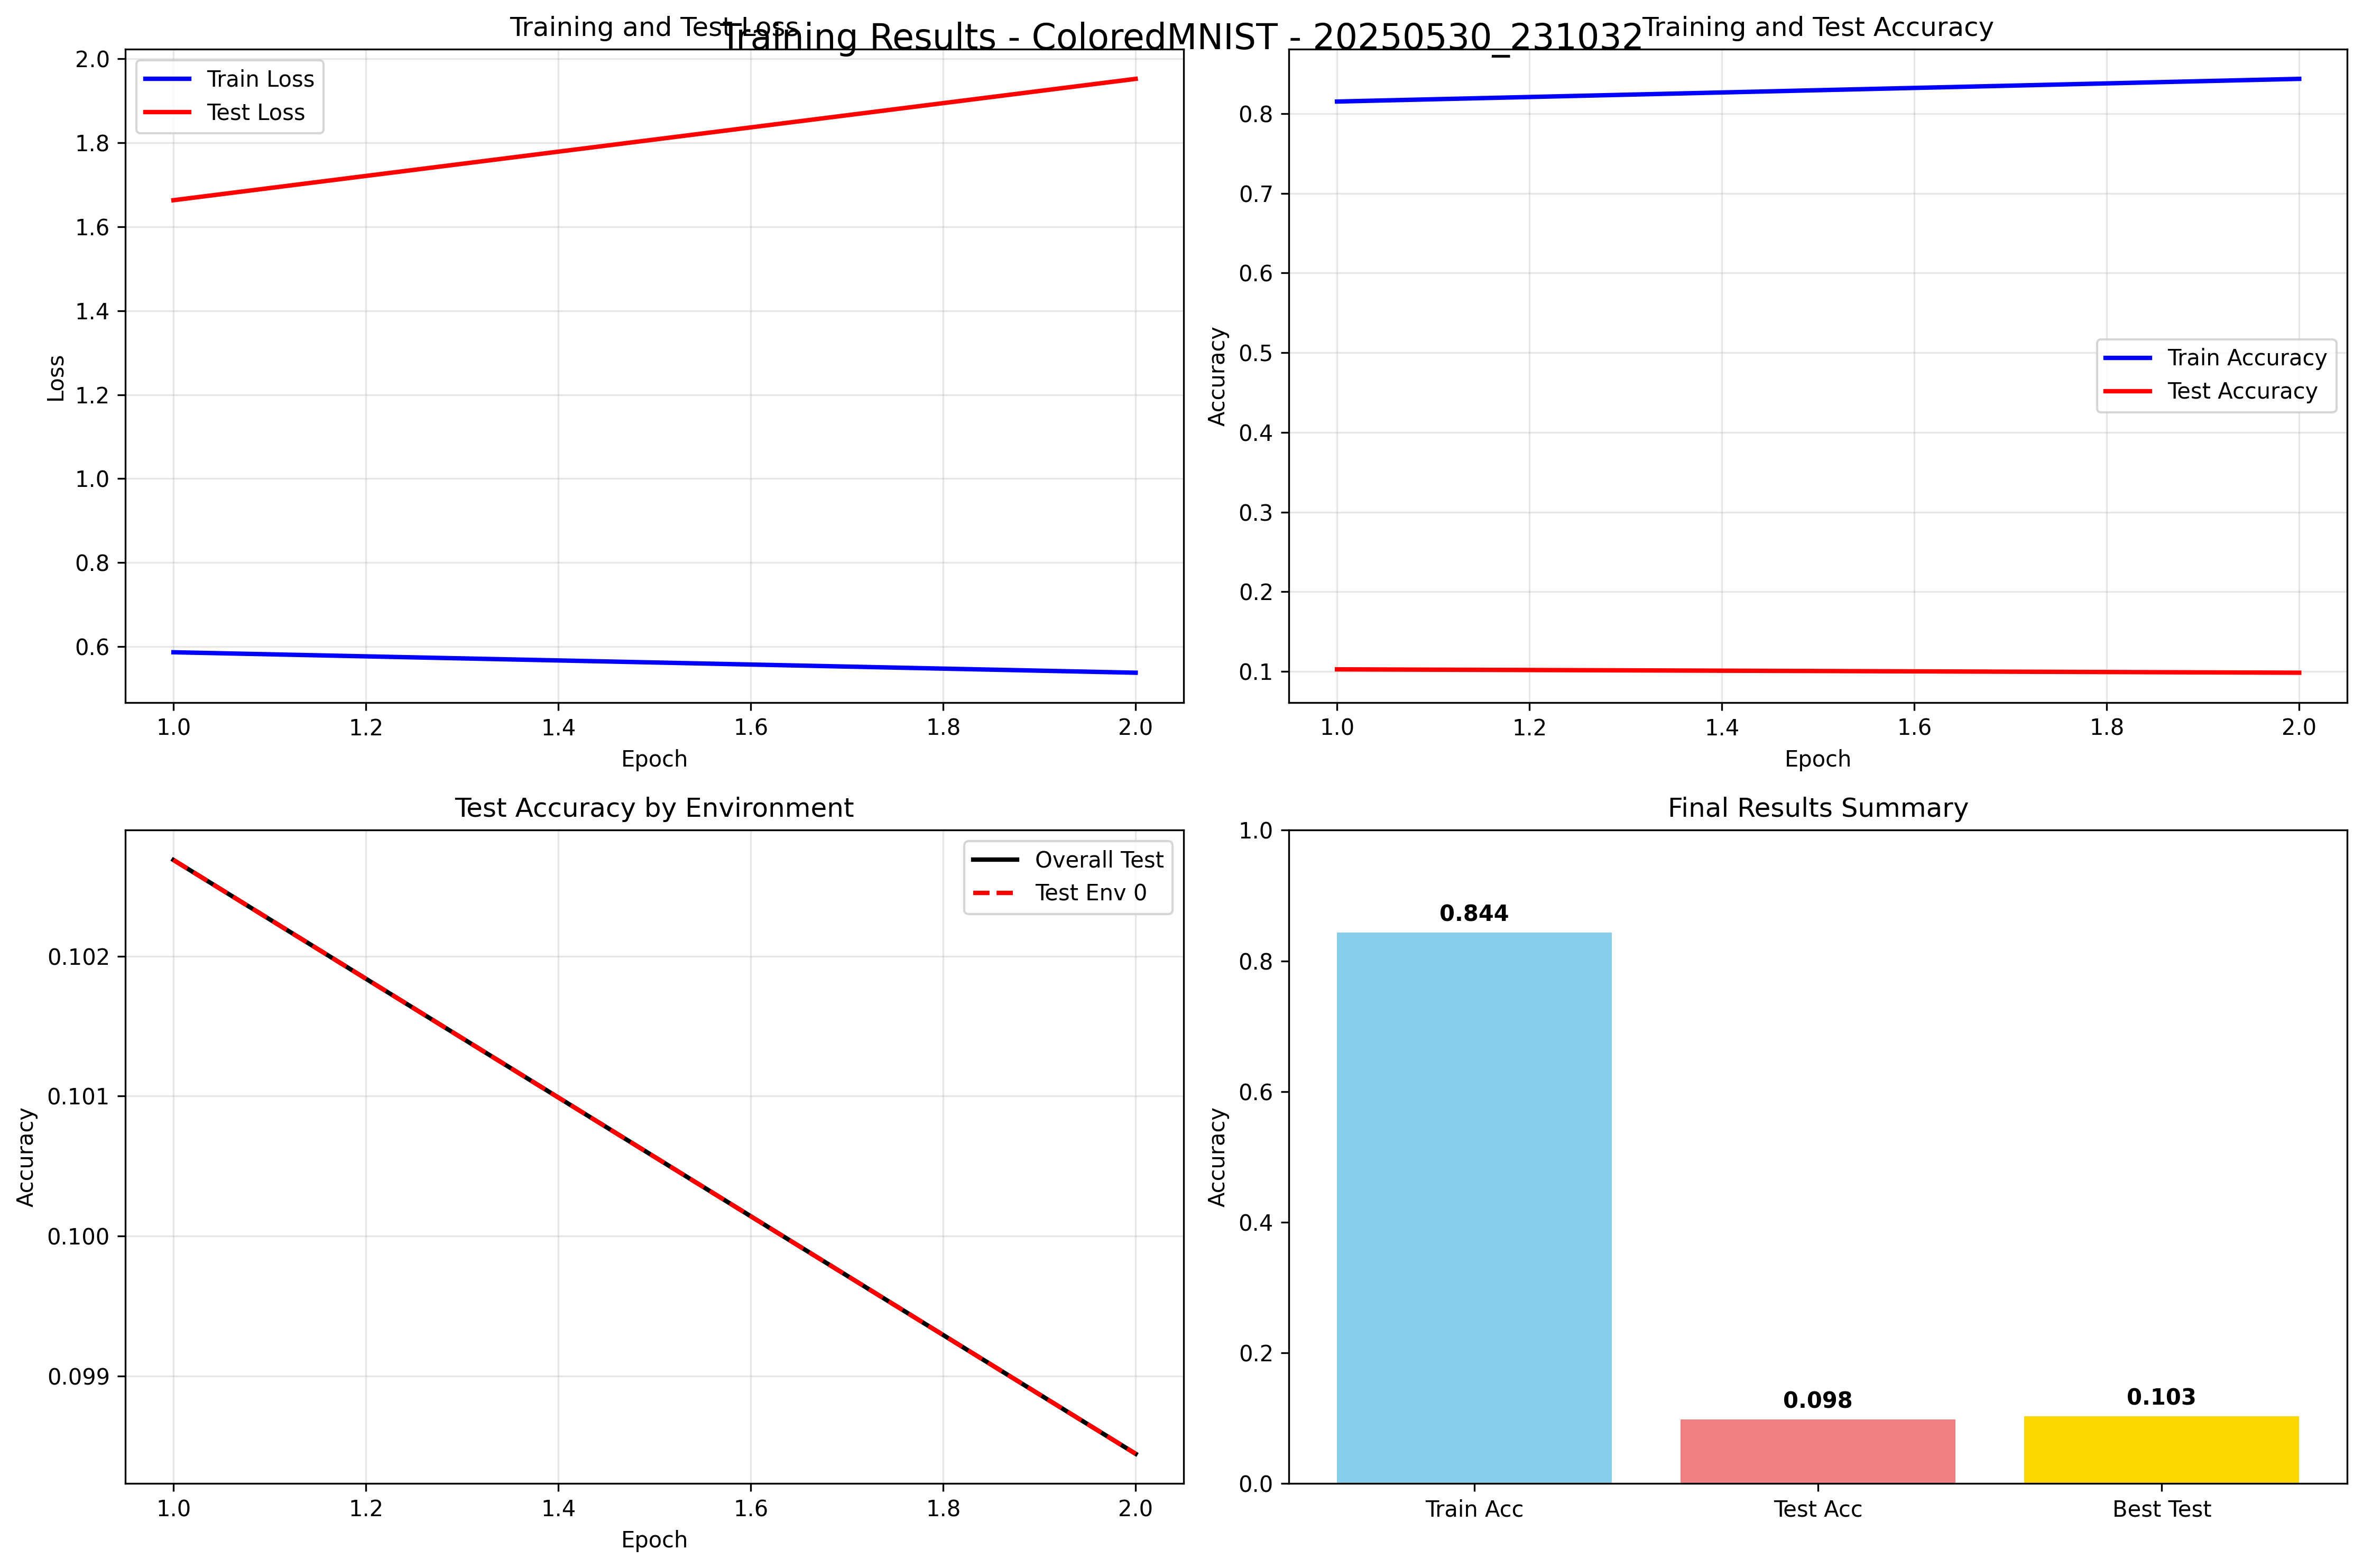 Training Results - ColoredMNIST - 20250530_231032
Training and Test Loss
2.0
1.8
1.6
1.4
1.2
1.0
0.8
0.6
Loss
Train Loss
Test Loss
1.0 1.2 1.4 1.6 1.8 2.0
Epoch
Training and Test Accuracy
0.8
0.7
0.6
0.5
0.4
0.3
0.2
0.1
Accuracy
Train Accuracy
Test Accuracy
1.0 1.2 1.4 1.6 1.8 2.0
Epoch
Test Accuracy by Environment
0.102
0.101
0.100
0.099
Accuracy
Overall Test
Test Env 0
1.0 1.2 1.4 1.6 1.8 2.0
Epoch
Final Results Summary
1.0
0.8
0.6
0.4
0.2
0.0
Accuracy
0.844
0.098
0.103
Train Acc Test Acc Best Test